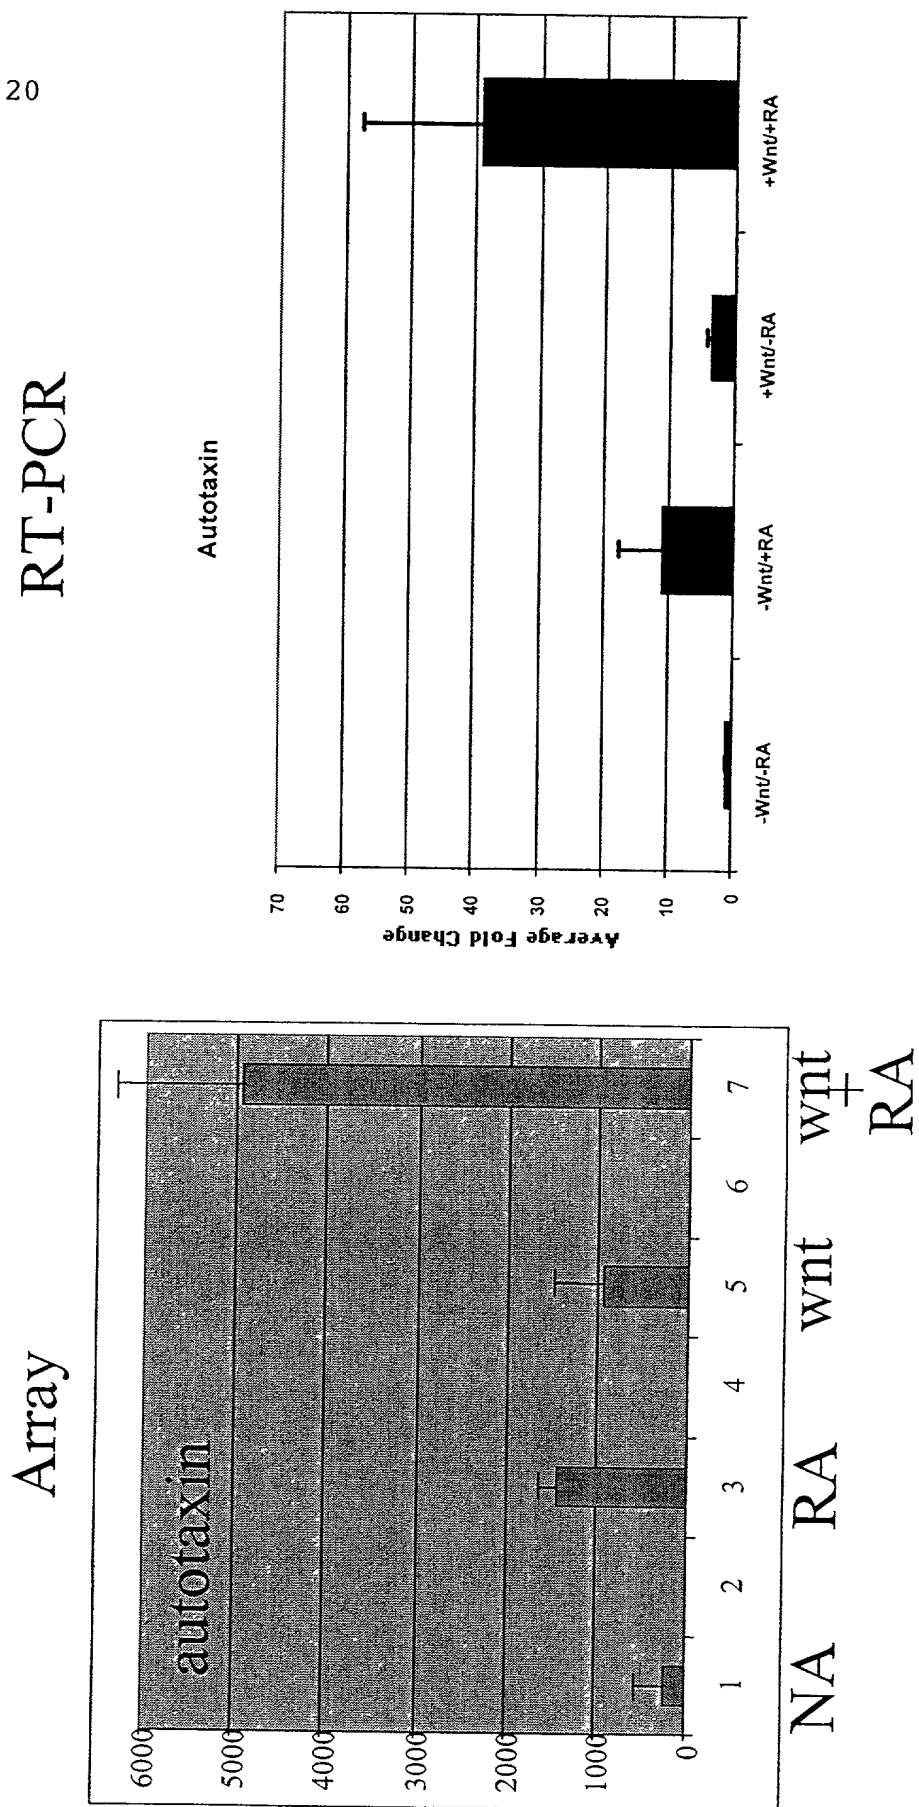 20
Array
autotaxin
6000
5000
4000
3000
2000
1000
0
1 2 3 4 5 6 7
NA RA wnt wnt
+
RA
RT-PCR
Autotaxin
Average Fold Change
70
60
50
40
30
20
10
0
-Wnt/-RA -Wnt/+RA +Wnt/-RA +Wnt/+RA